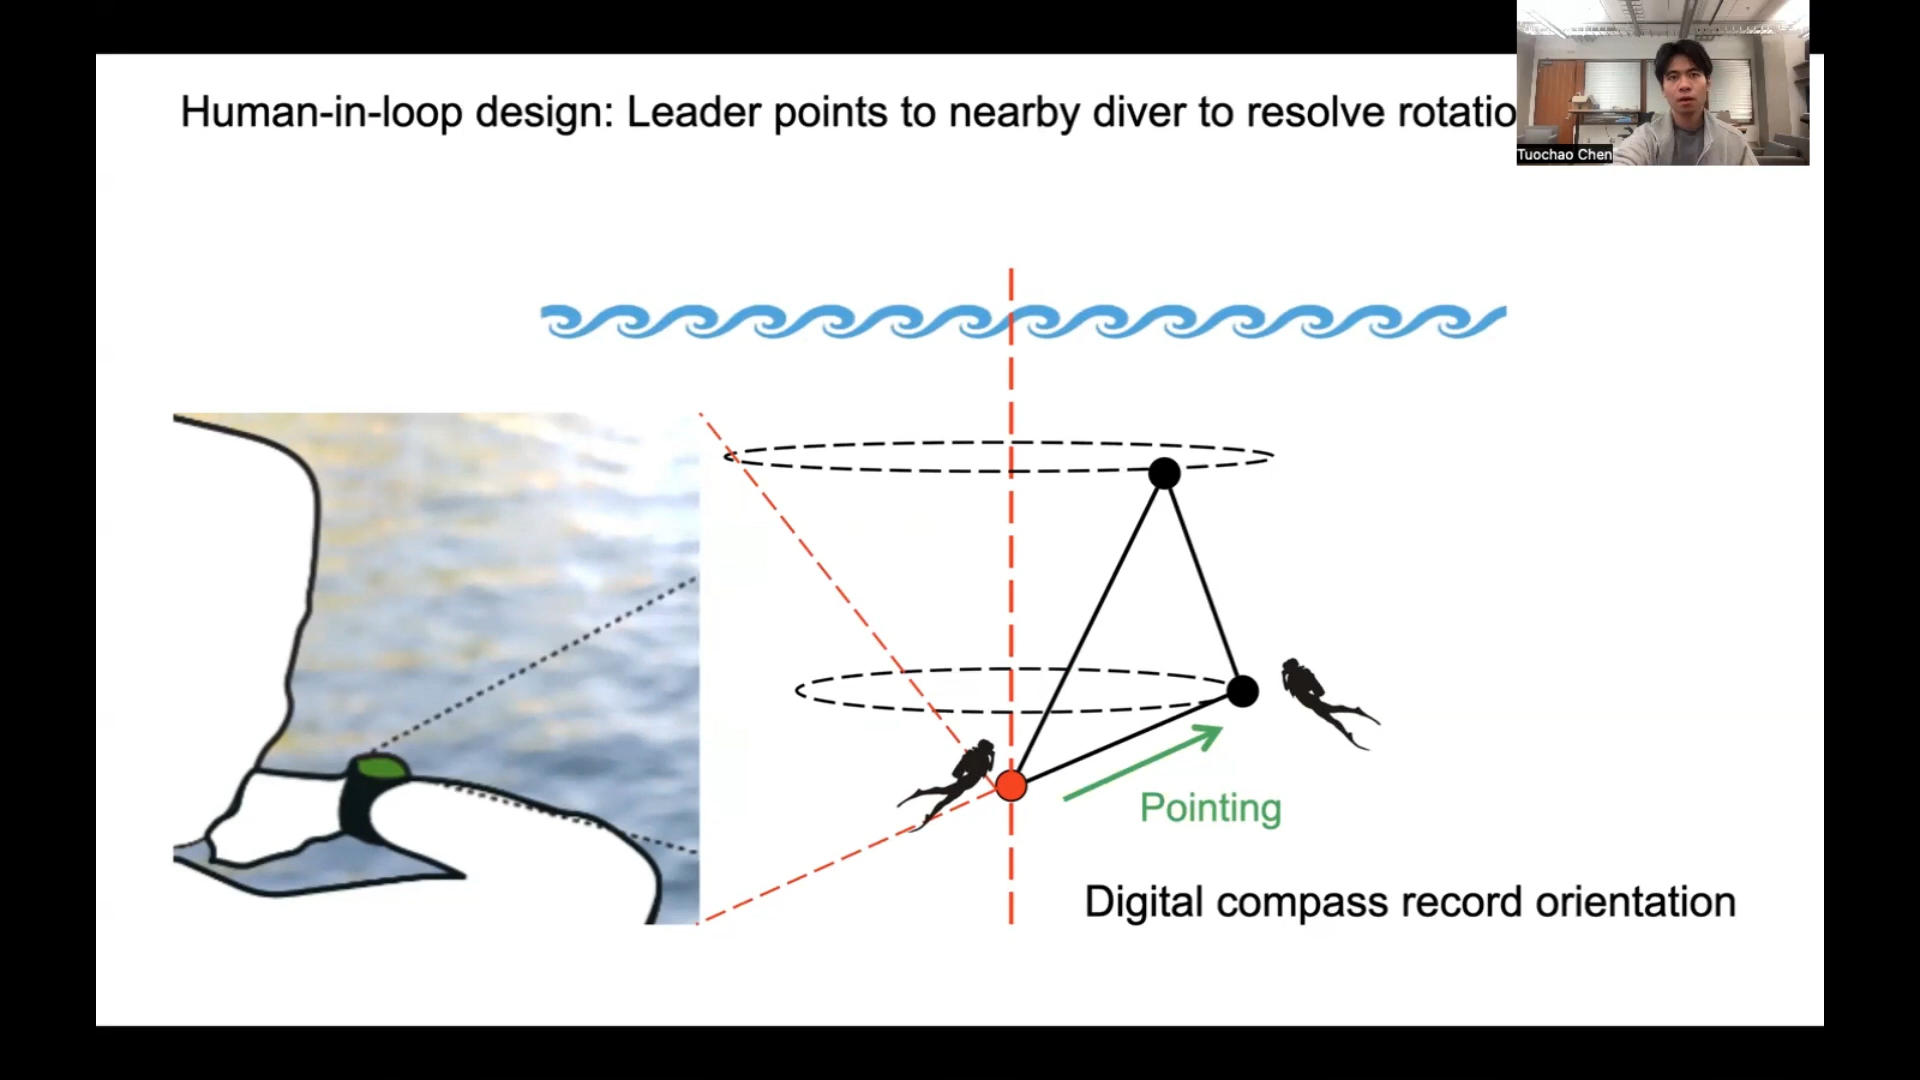 Human-in-loop design: Leader points to nearby diver to resolve rotatio
Tuochao Chen
Pointing
Digital compass record orientation